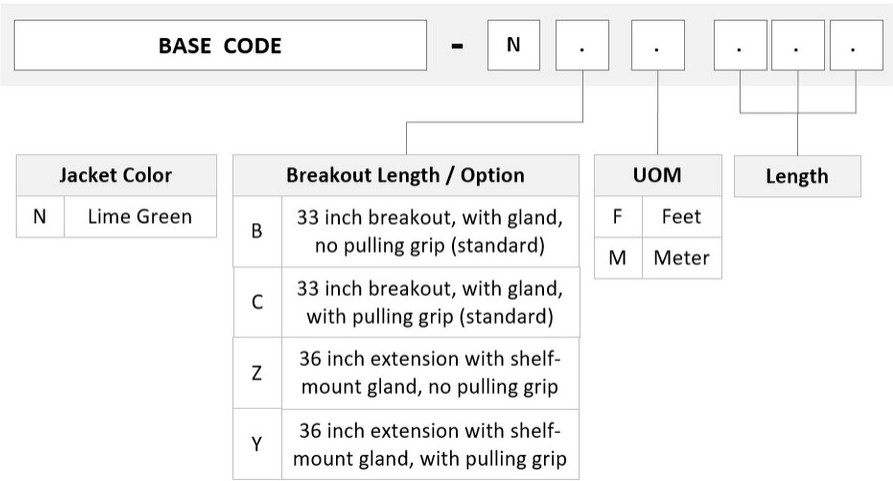 BASE CODE - N . . . . .
Jacket Color
N Lime Green
Breakout Length / Option
B 33 inch breakout, with gland,
no pulling grip (standard)
C 33 inch breakout, with gland,
with pulling grip (standard)
Z 36 inch extension with shelf-
mount gland, no pulling grip
Y 36 inch extension with shelf-
mount gland, with pulling grip
UOM
F Feet
M Meter
Length